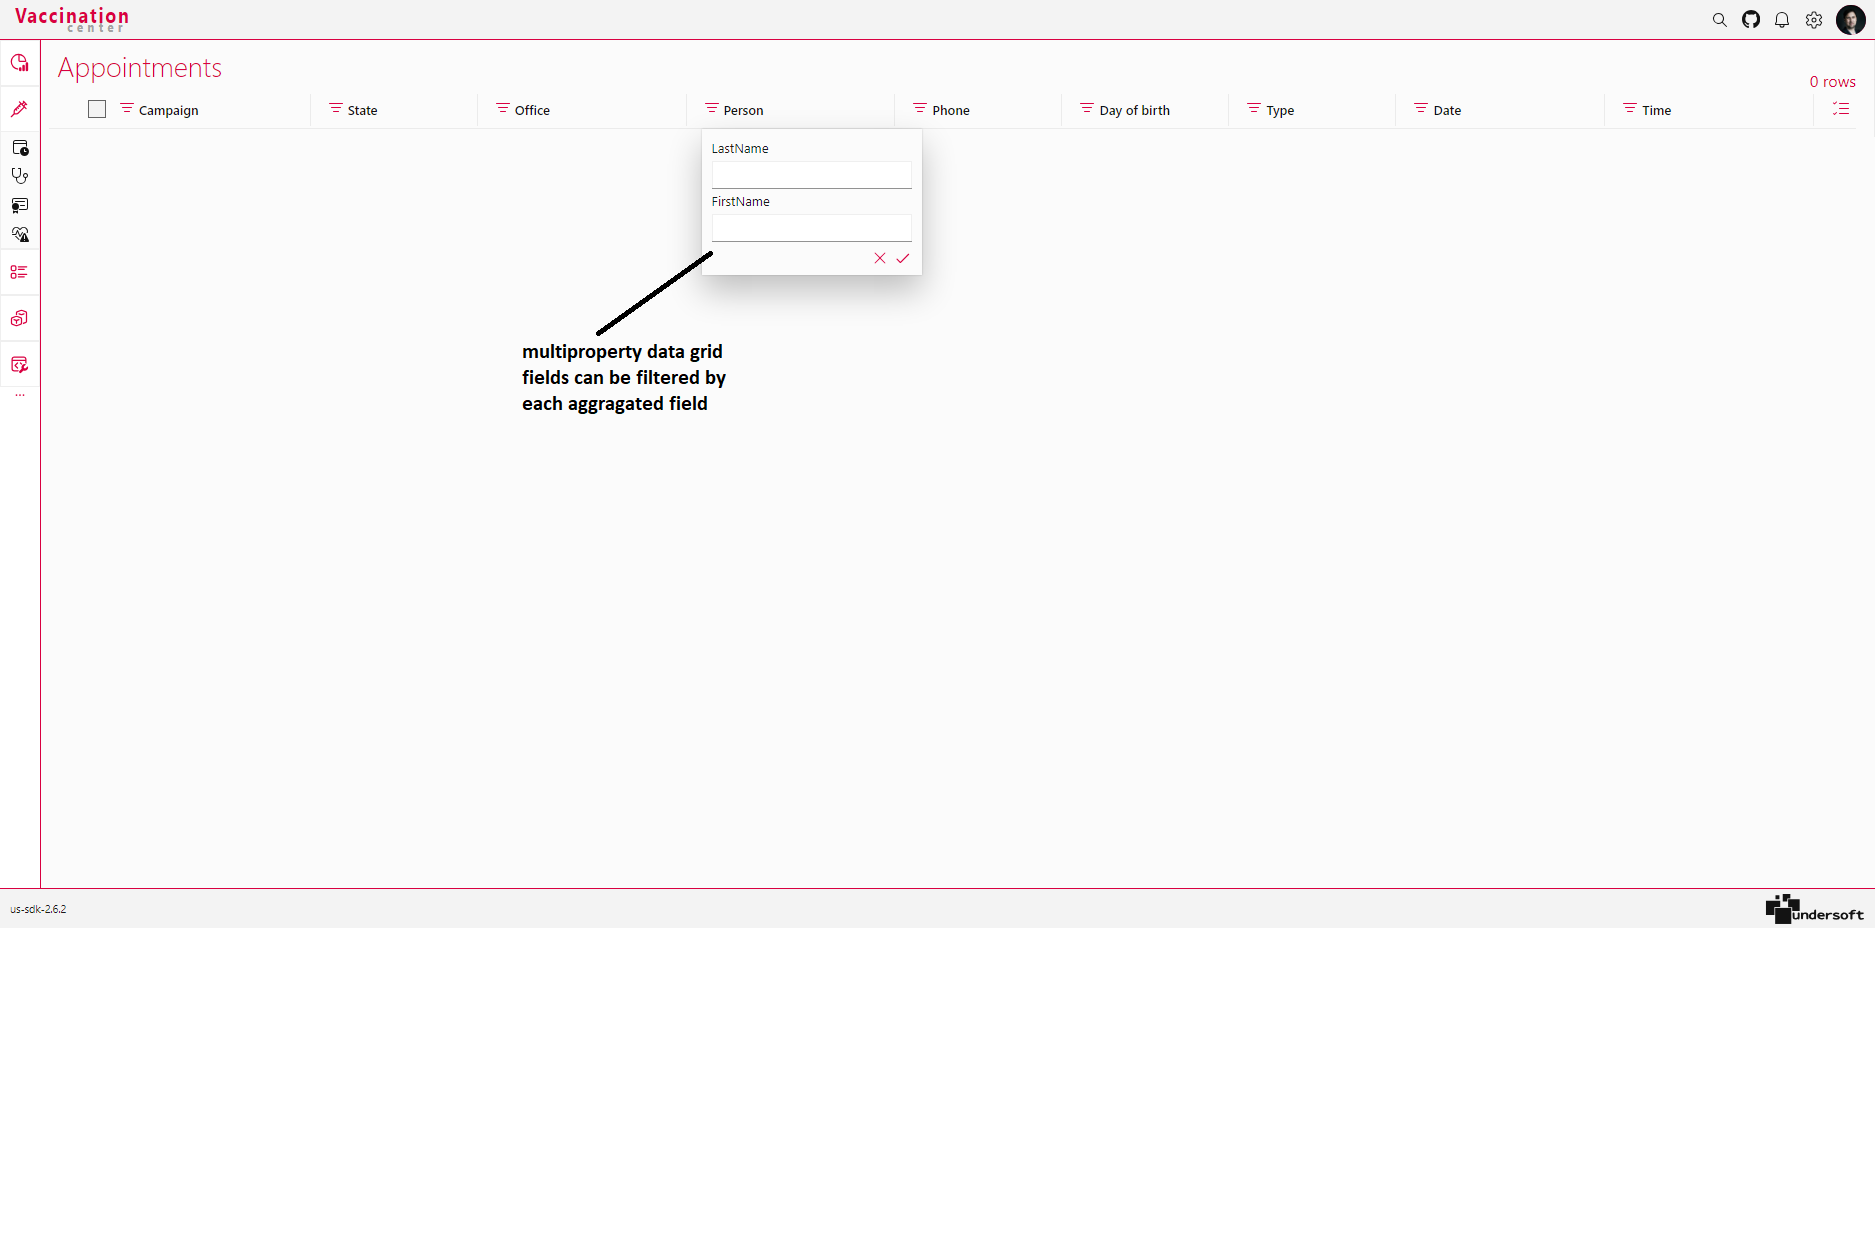 Vaccination
center
Appointments
0 rows
Campaign
State
Office
Person
Phone
Day of birth
Type
Date
Time
LastName
FirstName
multiproperty data grid
fields can be filtered by
each aggragated field
...
us-sdk-2.6.2
undersoft